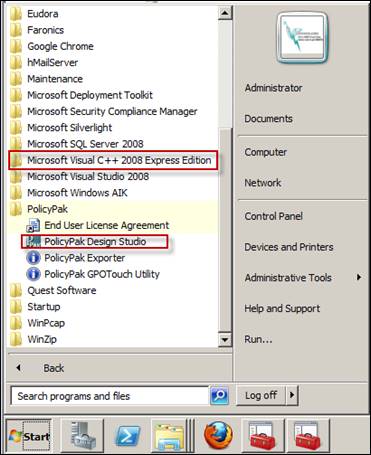 Eudora
Faronics
Google Chrome
hMailServer
Maintenance
Microsoft Deployment Toolkit
Microsoft Security Compliance Manager
Microsoft Silverlight
Microsoft SQL Server 2008
Microsoft Visual C++ 2008 Express Edition
Microsoft Visual Studio 2008
Microsoft Windows AIK
PolicyPak
End User License Agreement
PolicyPak Design Studio
PolicyPak Exporter
PolicyPak GPOTouch Utility
Quest Software
Startup
WinPcap
WinZip
Back
Search programs and files
Administrator
Documents
Computer
Network
Control Panel
Devices and Printers
Administrative Tools
Help and Support
Run...
Log off
Start